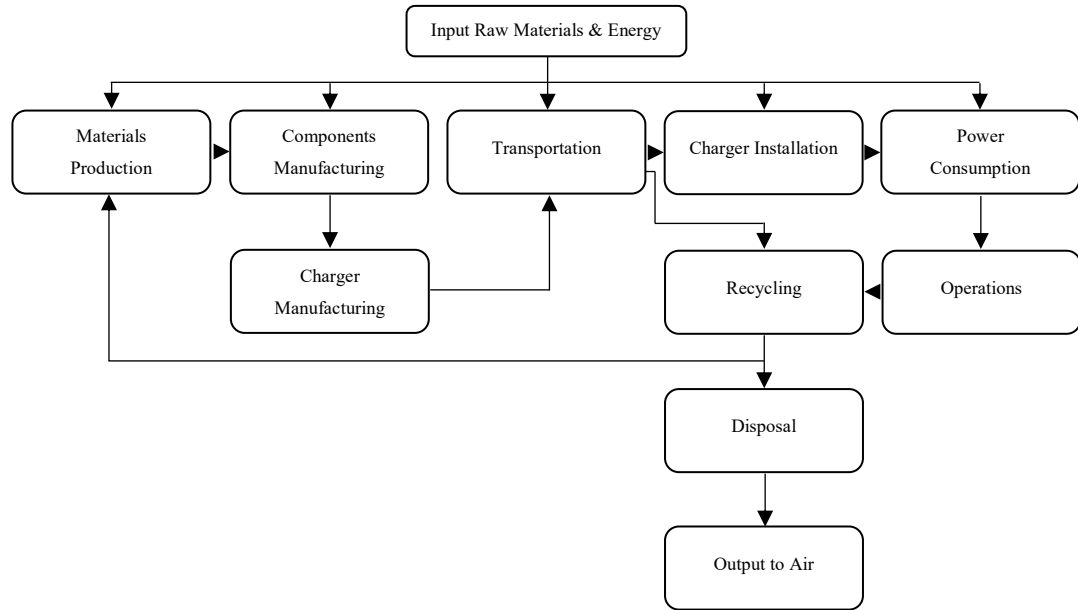 Input Raw Materials & Energy
Materials
Production
Components
Manufacturing
Transportation
Charger Installation
Power
Consumption
Charger
Manufacturing
Recycling
Operations
Disposal
Output to Air